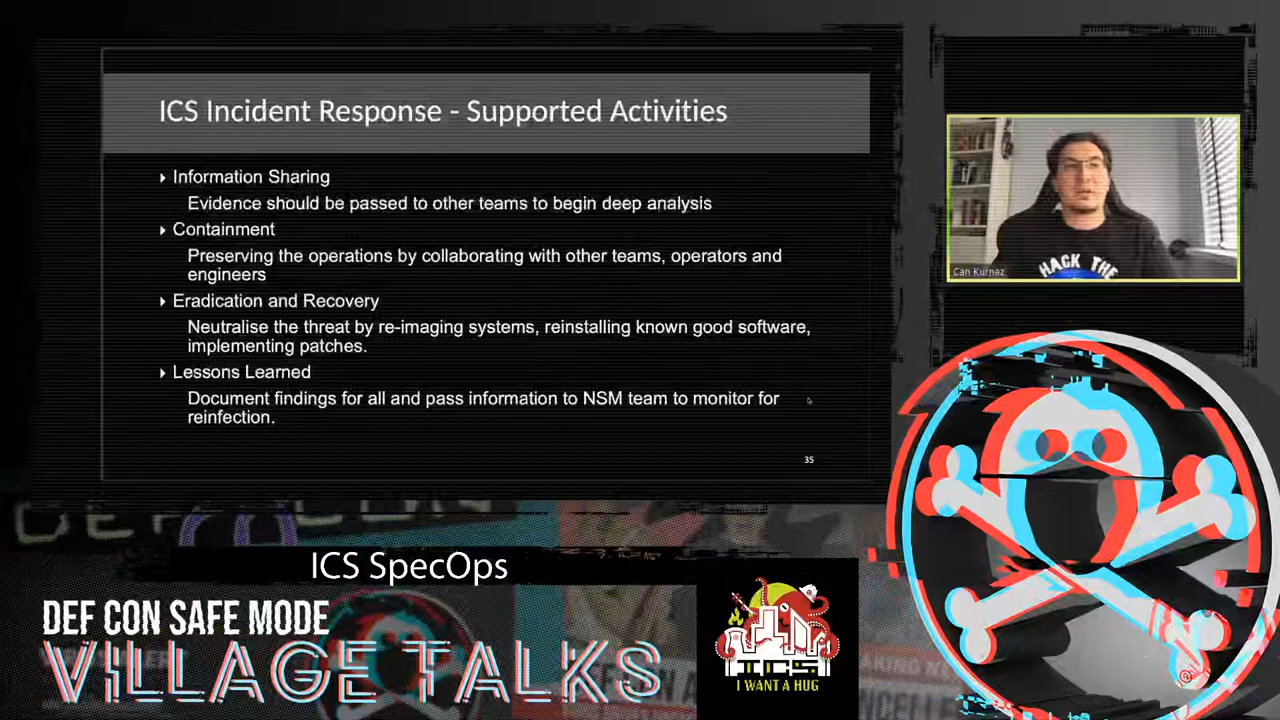 ICS Incident Response - Supported Activities
Information Sharing
Evidence should be passed to other teams to begin deep analysis
Containment
Preserving the operations by collaborating with other teams, operators and
engineers
Eradication and Recovery
Neutralise the threat by re-imaging systems, reinstalling known good software,
implementing patches.
Lessons Learned
Document findings for all and pass information to NSM team to monitor for
reinfection.
35
HACK THE
Can Kurnaz
ICS SpecOps
DEF CON SAFE MODE
VILLAGE TALKS
ICS
I WANT A HUG